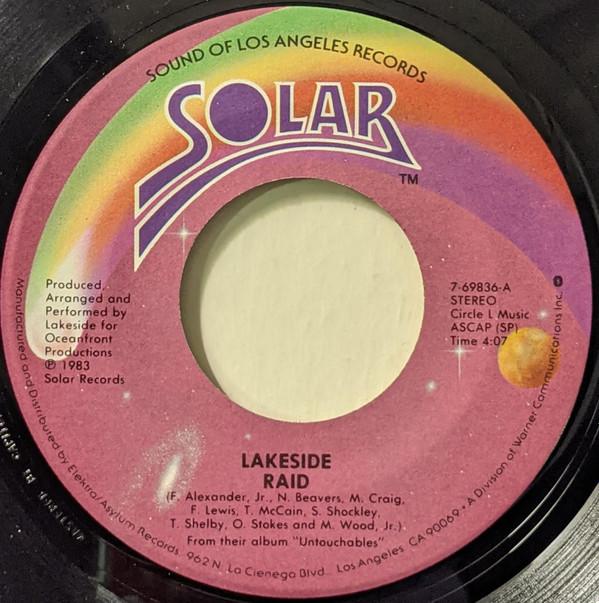 SOUND OF LOS ANGELES RECORDS
SOLAR
TM
Produced,
Arranged and
Performed by
Lakeside for
Oceanfront
Productions
℗ 1983
Solar Records
7-69836-A
STEREO
Circle L Music
ASCAP (SP)
Time 4:07
LAKESIDE
RAID
(F. Alexander, Jr., N. Beavers, M. Craig,
F. Lewis, T. McCain, S. Shockley,
T. Shelby, O. Stokes and M. Wood, Jr.)
From their album "Untouchables"
Manufactured and Distributed by Elektra/Asylum Records. 962 N. La Cienega Blvd., Los Angeles, CA 90069 • A Division of Warner Communications Inc.